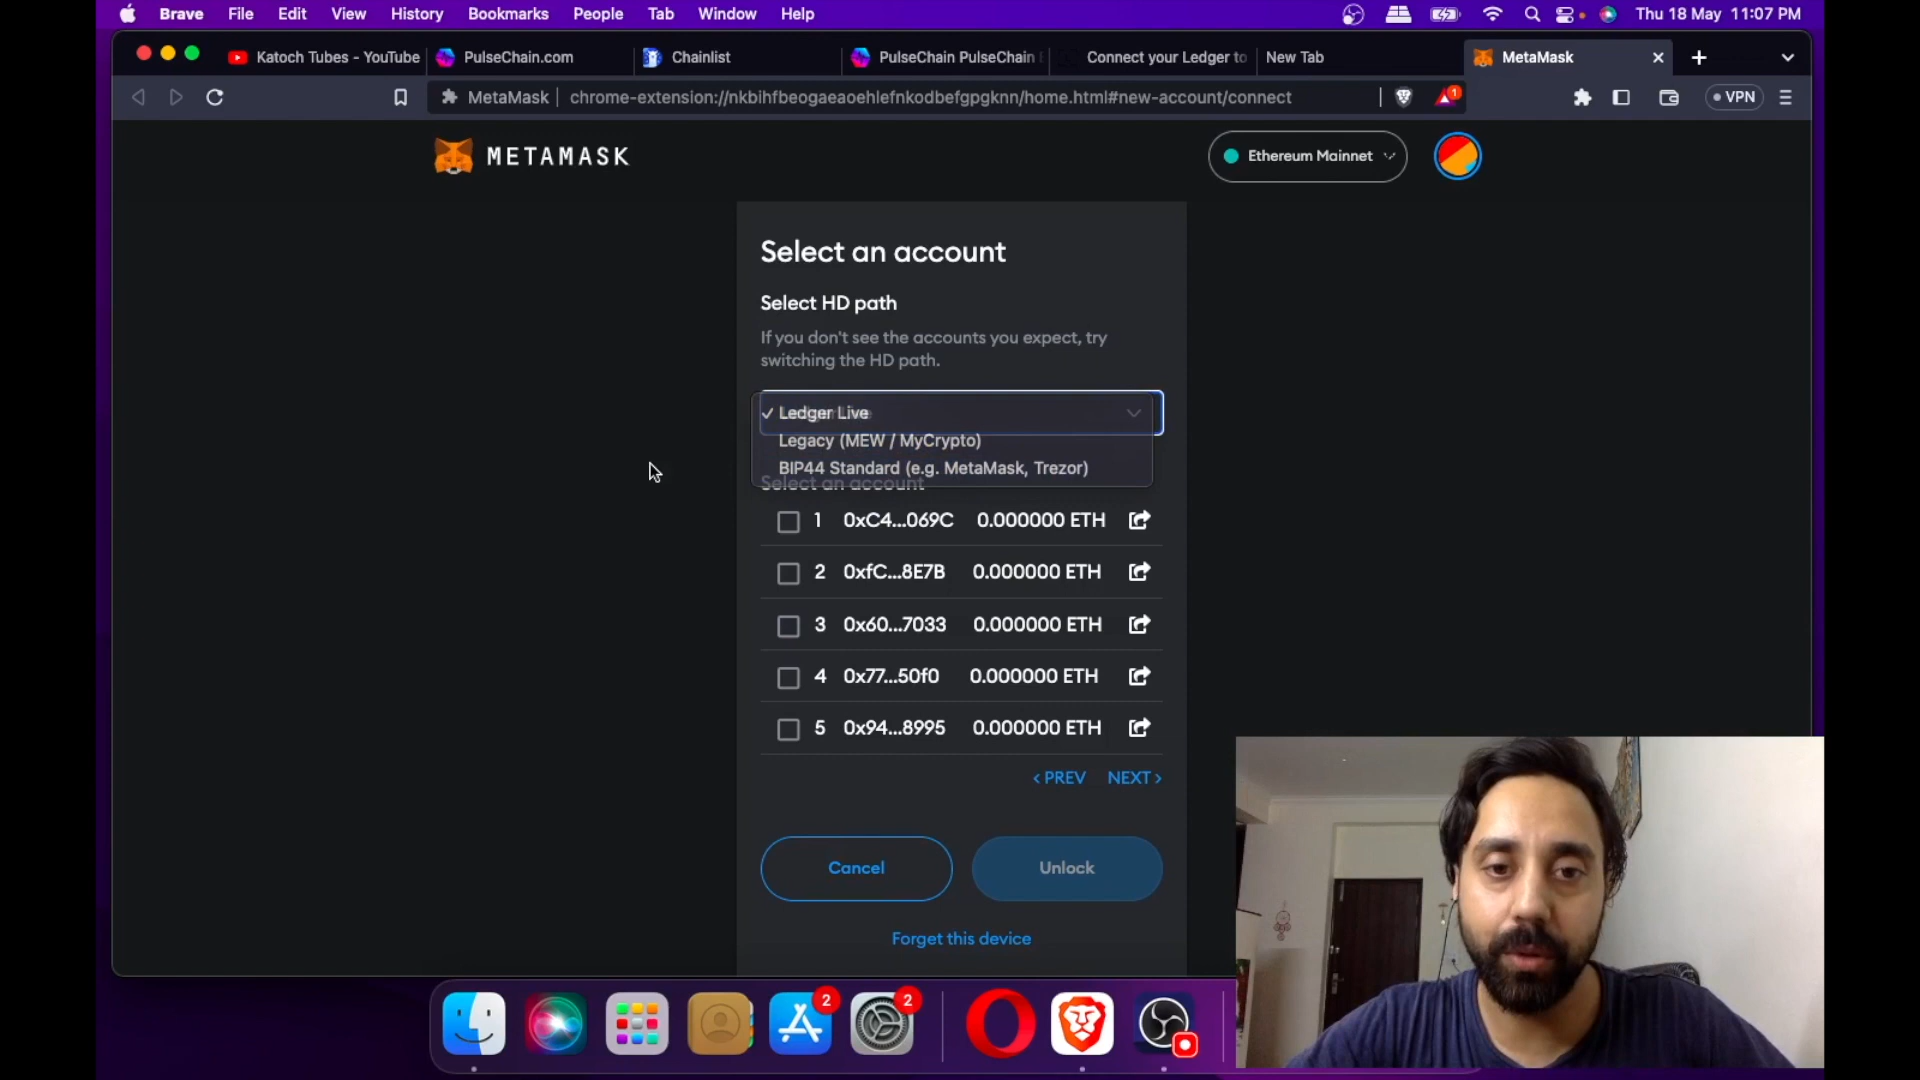 Brave File Edit View History Bookmarks People Tab Window Help Thu 18 May 11:07 PM
Katoch Tubes - YouTube PulseChain.com Chainlist PulseChain PulseChain Connect your Ledger to New Tab MetaMask
MetaMask chrome-extension://nkbihfbeogaeaoehlefnkodbefgpgknn/home.html#new-account/connect 1 VPN
METAMASK Ethereum Mainnet
Select an account
Select HD path
If you don't see the accounts you expect, try
switching the HD path.
✓ Ledger Live
Legacy (MEW / MyCrypto)
BIP44 Standard (e.g. MetaMask, Trezor)
Select an account
1 0xC4...069C 0.000000 ETH
2 0xfC...8E7B 0.000000 ETH
3 0x60...7033 0.000000 ETH
4 0x77...50f0 0.000000 ETH
5 0x94...8995 0.000000 ETH
< PREV NEXT >
Cancel Unlock
Forget this device
2 2